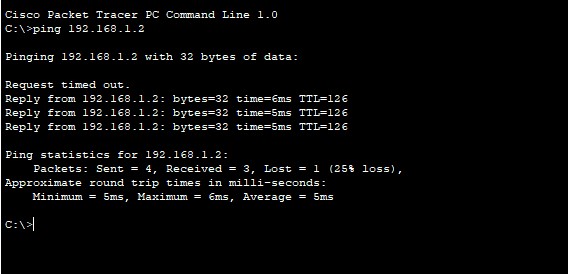 Cisco Packet Tracer PC Command Line 1.0
C:\>ping 192.168.1.2
Pinging 192.168.1.2 with 32 bytes of data:
Request timed out.
Reply from 192.168.1.2: bytes=32 time=6ms TTL=126
Reply from 192.168.1.2: bytes=32 time=5ms TTL=126
Reply from 192.168.1.2: bytes=32 time=5ms TTL=126
Ping statistics for 192.168.1.2:
Packets: Sent = 4, Received = 3, Lost = 1 (25% loss),
Approximate round trip times in milli-seconds:
Minimum = 5ms, Maximum = 6ms, Average = 5ms
C:\>